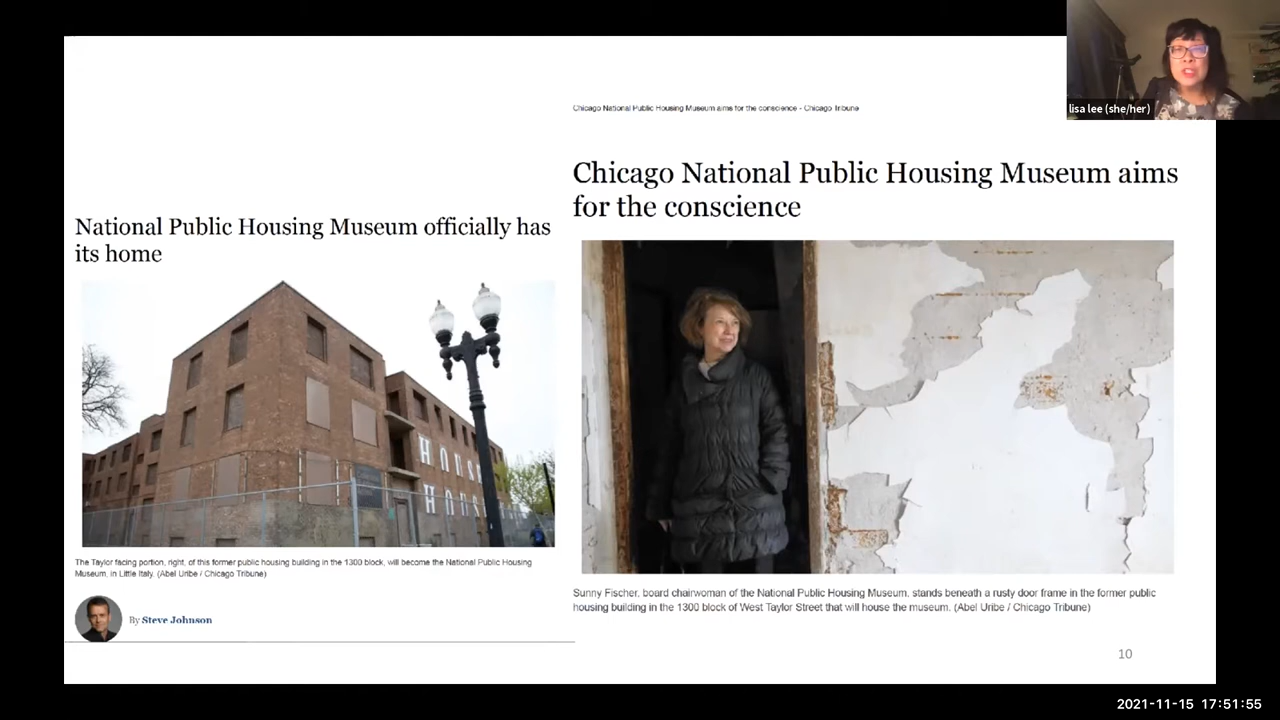 lisa lee (she/her)
Chicago National Public Housing Museum aims for the conscience - Chicago Tribune
Chicago National Public Housing Museum aims
for the conscience
National Public Housing Museum officially has
its home
HOUSE
HOUS
The Taylor facing portion, right, of this former public housing building in the 1300 block, will become the National Public Housing
Museum, in Little Italy. (Abel Uribe / Chicago Tribune)
By Steve Johnson
Sunny Fischer, board chairwoman of the National Public Housing Museum, stands beneath a rusty door frame in the former public
housing building in the 1300 block of West Taylor Street that will house the museum. (Abel Uribe / Chicago Tribune)
10
2021-11-15 17:51:55